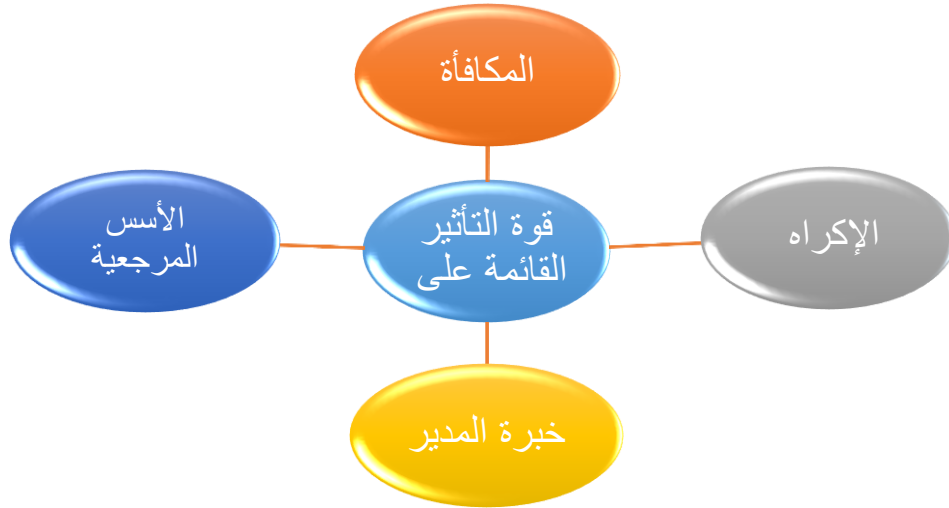 المكافأة
قوة التأثير
القائمة على
الإكراه
خبرة المدير
الأسس
المرجعية